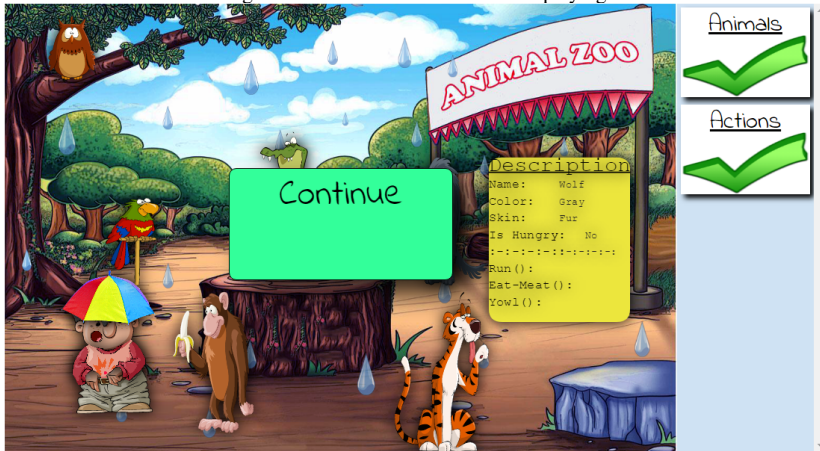 ANIMAL ZOO
Animals
Actions
Continue
Description
Name: Wolf
Color: Gray
Skin: Fur
Is Hungry: No
:-:-:-:-::-:-:-:
Run():
Eat-Meat():
Yowl():